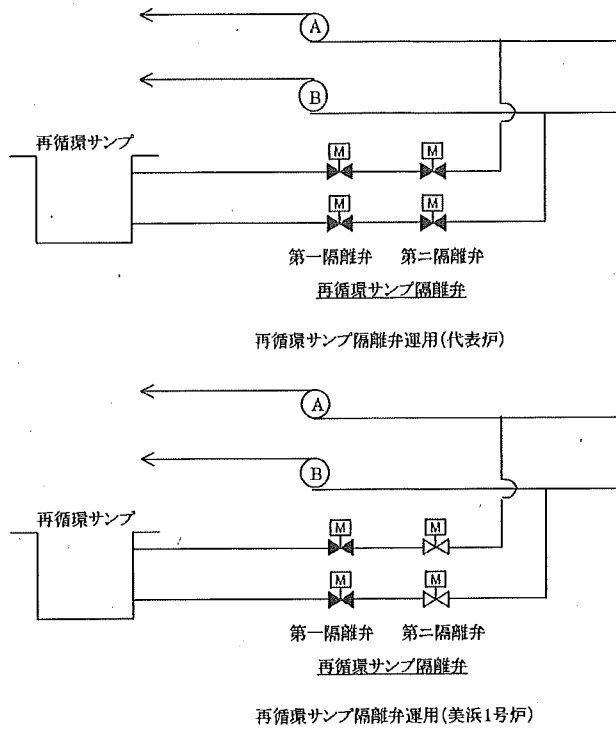 A
B
再循環サンプ
M M
M M
第一隔離弁 第二隔離弁
再循環サンプ隔離弁
再循環サンプ隔離弁運用(代表炉)
A
B
再循環サンプ
M M
M M
第一隔離弁 第二隔離弁
再循環サンプ隔離弁
再循環サンプ隔離弁運用(美浜1号炉)